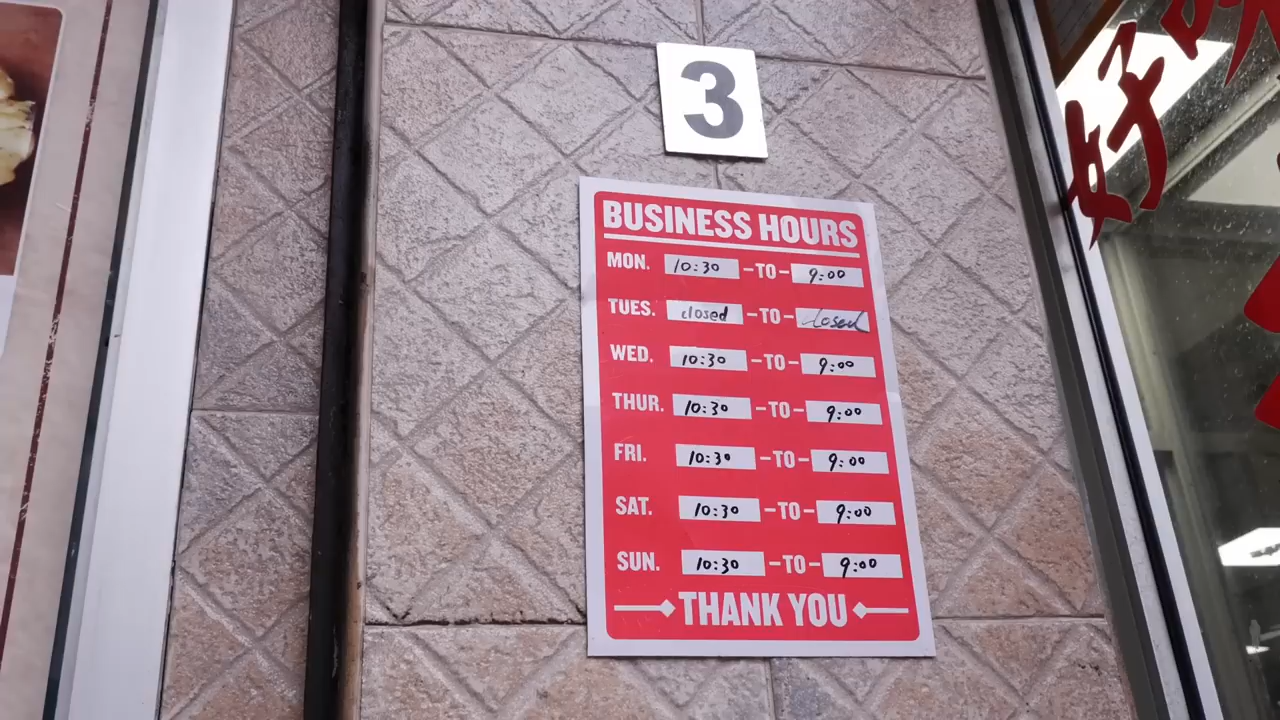 3
BUSINESS HOURS
MON. 10:30 -TO- 9:00
TUES. closed -TO- closed
WED. 10:30 -TO- 9:00
THUR. 10:30 -TO- 9:00
FRI. 10:30 -TO- 9:00
SAT. 10:30 -TO- 9:00
SUN. 10:30 -TO- 9:00
THANK YOU
好味